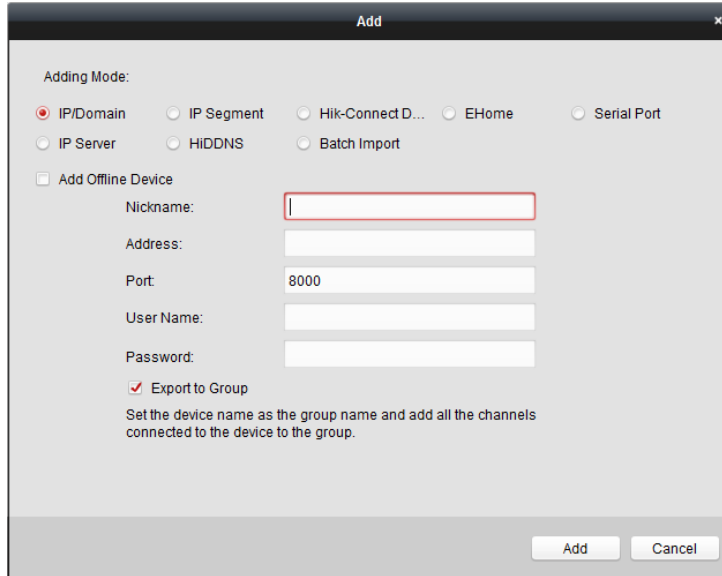 Add
Adding Mode:
IP/Domain IP Segment Hik-Connect D... EHome Serial Port
IP Server HiDDNS Batch Import
Add Offline Device
Nickname:
Address:
Port: 8000
User Name:
Password:
Export to Group
Set the device name as the group name and add all the channels
connected to the device to the group.
Add Cancel